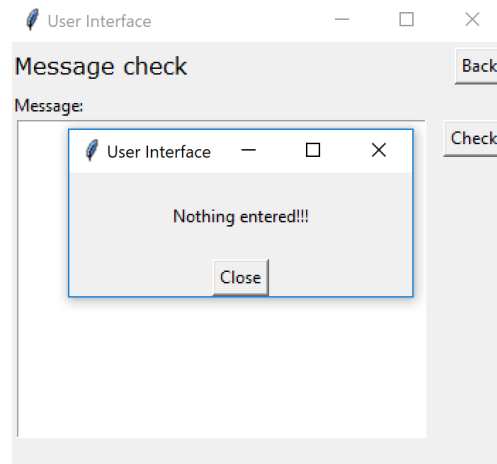 User Interface
Message check
Back
Message:
Check
User Interface
Nothing entered!!!
Close